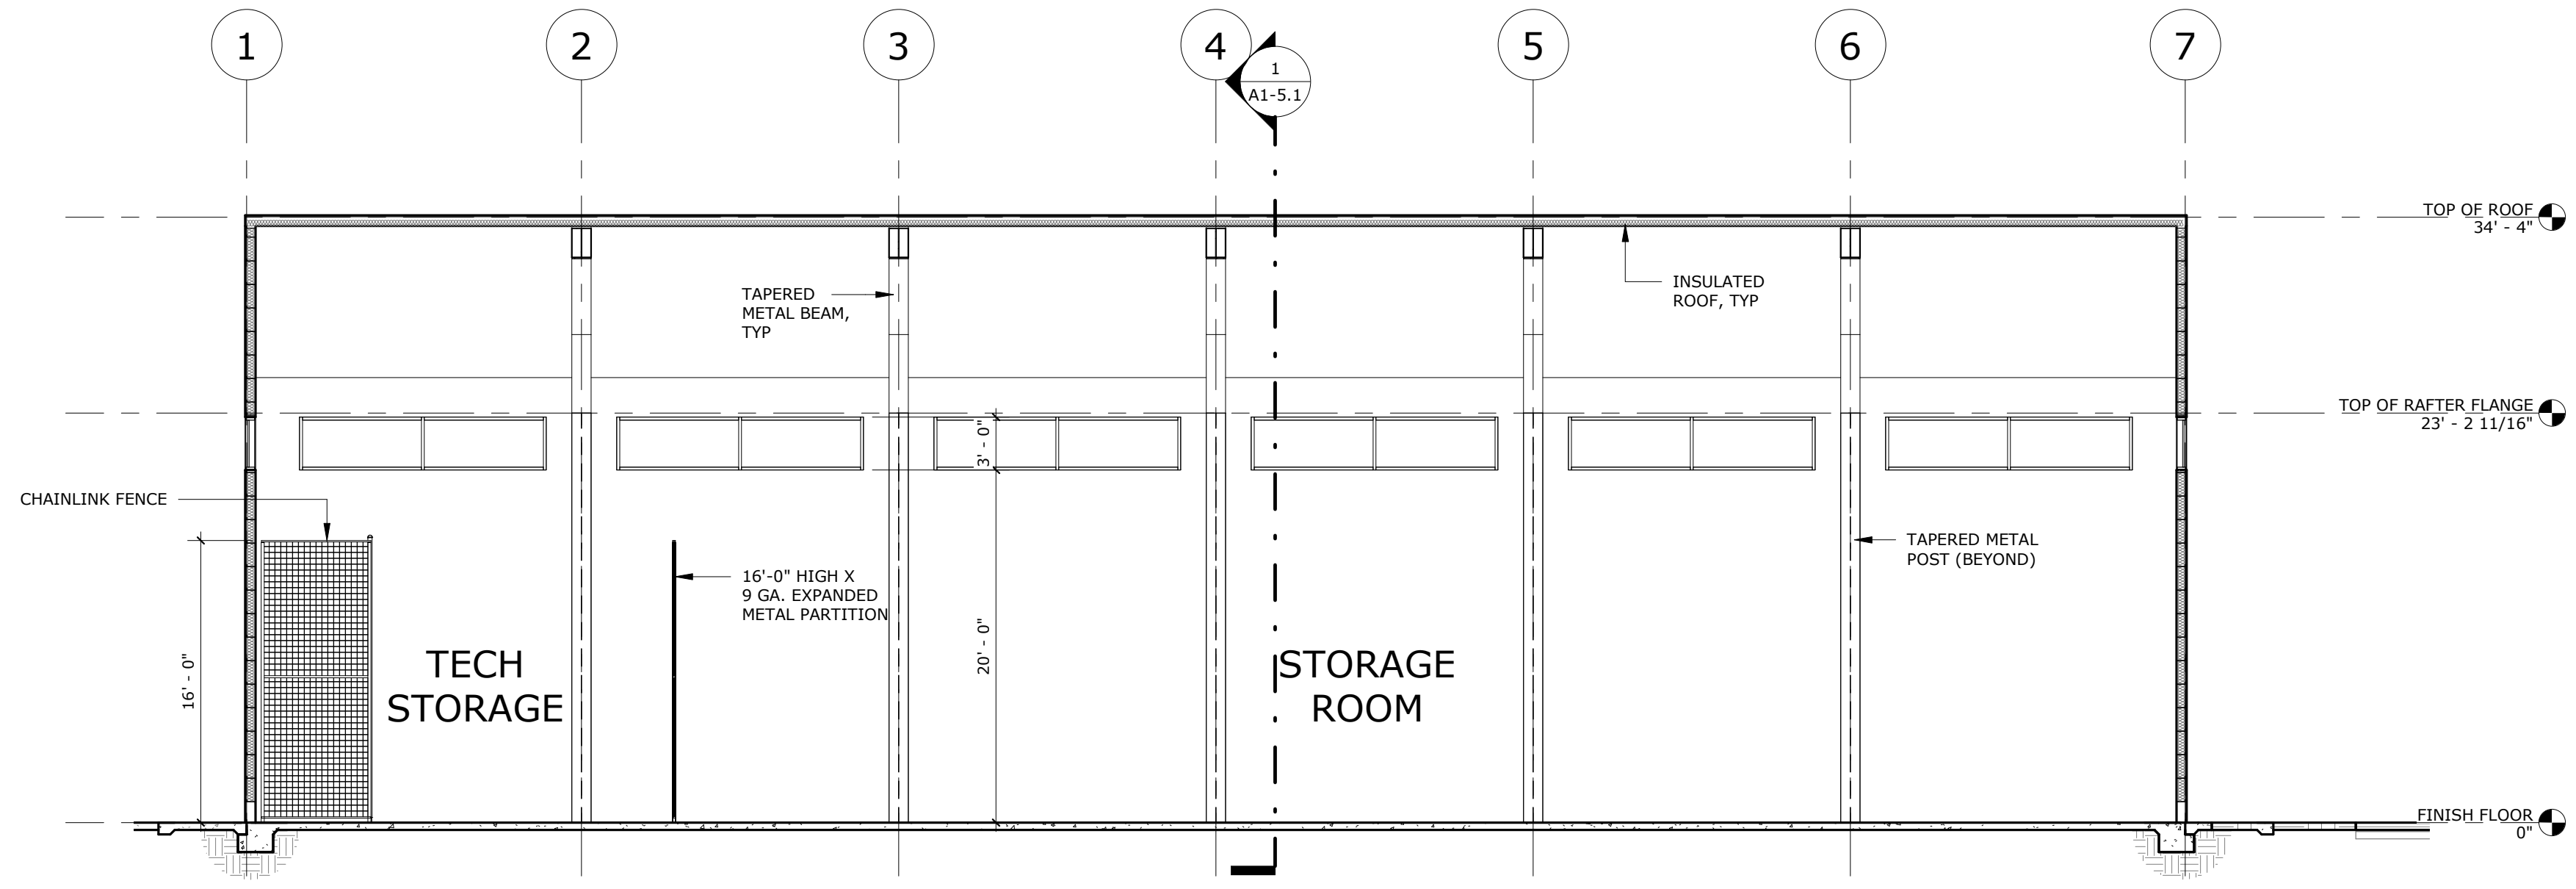 1
2
3
4
5
6
7
1
A1-5.1
TOP OF ROOF
34' - 4"
TAPERED
METAL BEAM,
TYP
INSULATED
ROOF, TYP
TOP OF RAFTER FLANGE
23' - 2 11/16"
3' - 0"
CHAINLINK FENCE
TAPERED METAL
POST (BEYOND)
16'-0" HIGH X
9 GA. EXPANDED
METAL PARTITION
16' - 0"
20' - 0"
TECH
STORAGE
STORAGE
ROOM
FINISH FLOOR
0"